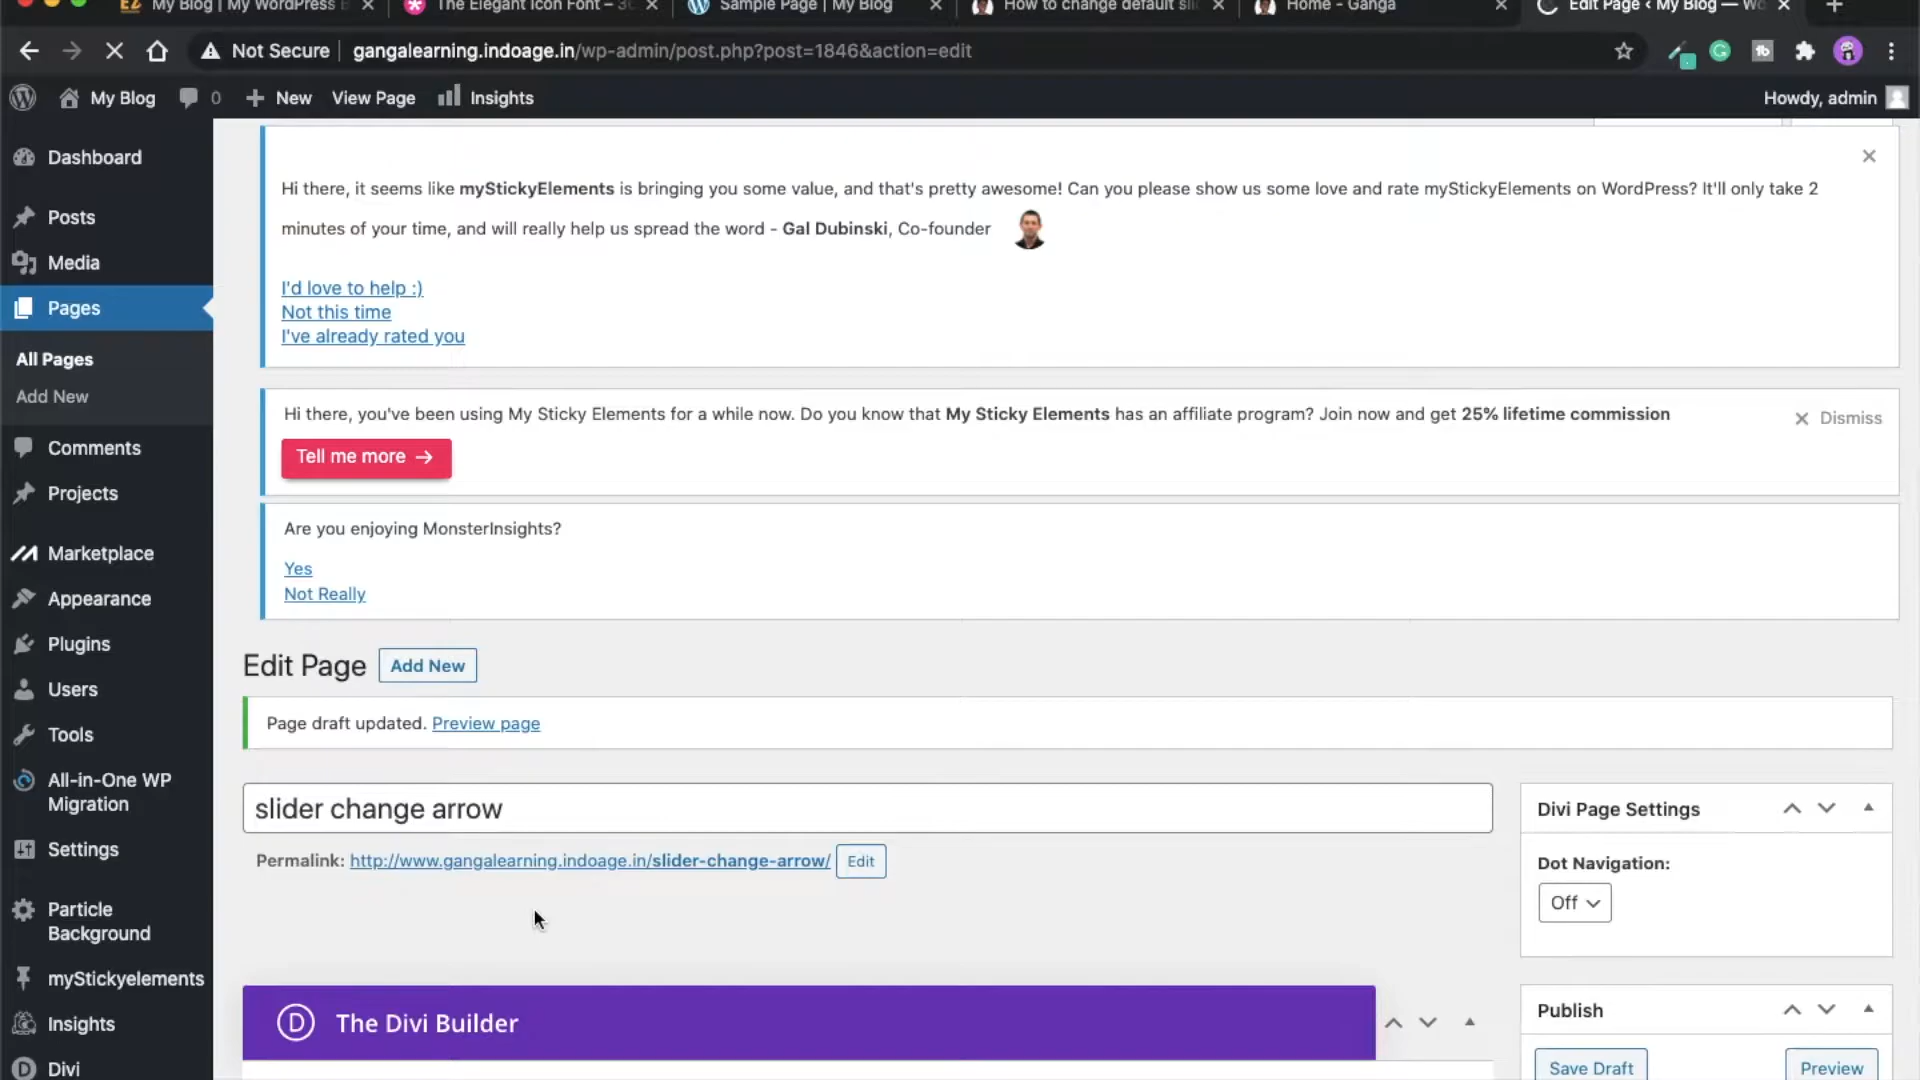 My Blog | My WordPress B
The Elegant Icon Font – 3
Sample Page | My Blog
How to change default sli
Home - Ganga
Edit Page ‹ My Blog — Wo
Not Secure
gangalearning.indoage.in/wp-admin/post.php?post=1846&action=edit
My Blog
0
New
View Page
Insights
Howdy, admin
Dashboard
Posts
Media
Pages
All Pages
Add New
Comments
Projects
Marketplace
Appearance
Plugins
Users
Tools
All-in-One WP
Migration
Settings
Particle
Background
myStickyelements
Insights
Divi
Hi there, it seems like myStickyElements is bringing you some value, and that's pretty awesome! Can you please show us some love and rate myStickyElements on WordPress? It'll only take 2
minutes of your time, and will really help us spread the word - Gal Dubinski, Co-founder
I'd love to help :)
Not this time
I've already rated you
Hi there, you've been using My Sticky Elements for a while now. Do you know that My Sticky Elements has an affiliate program? Join now and get 25% lifetime commission
Dismiss
Tell me more →
Are you enjoying MonsterInsights?
Yes
Not Really
Edit Page
Add New
Page draft updated. Preview page
slider change arrow
Permalink: http://www.gangalearning.indoage.in/slider-change-arrow/
Edit
The Divi Builder
Divi Page Settings
Dot Navigation:
Off
Publish
Save Draft
Preview